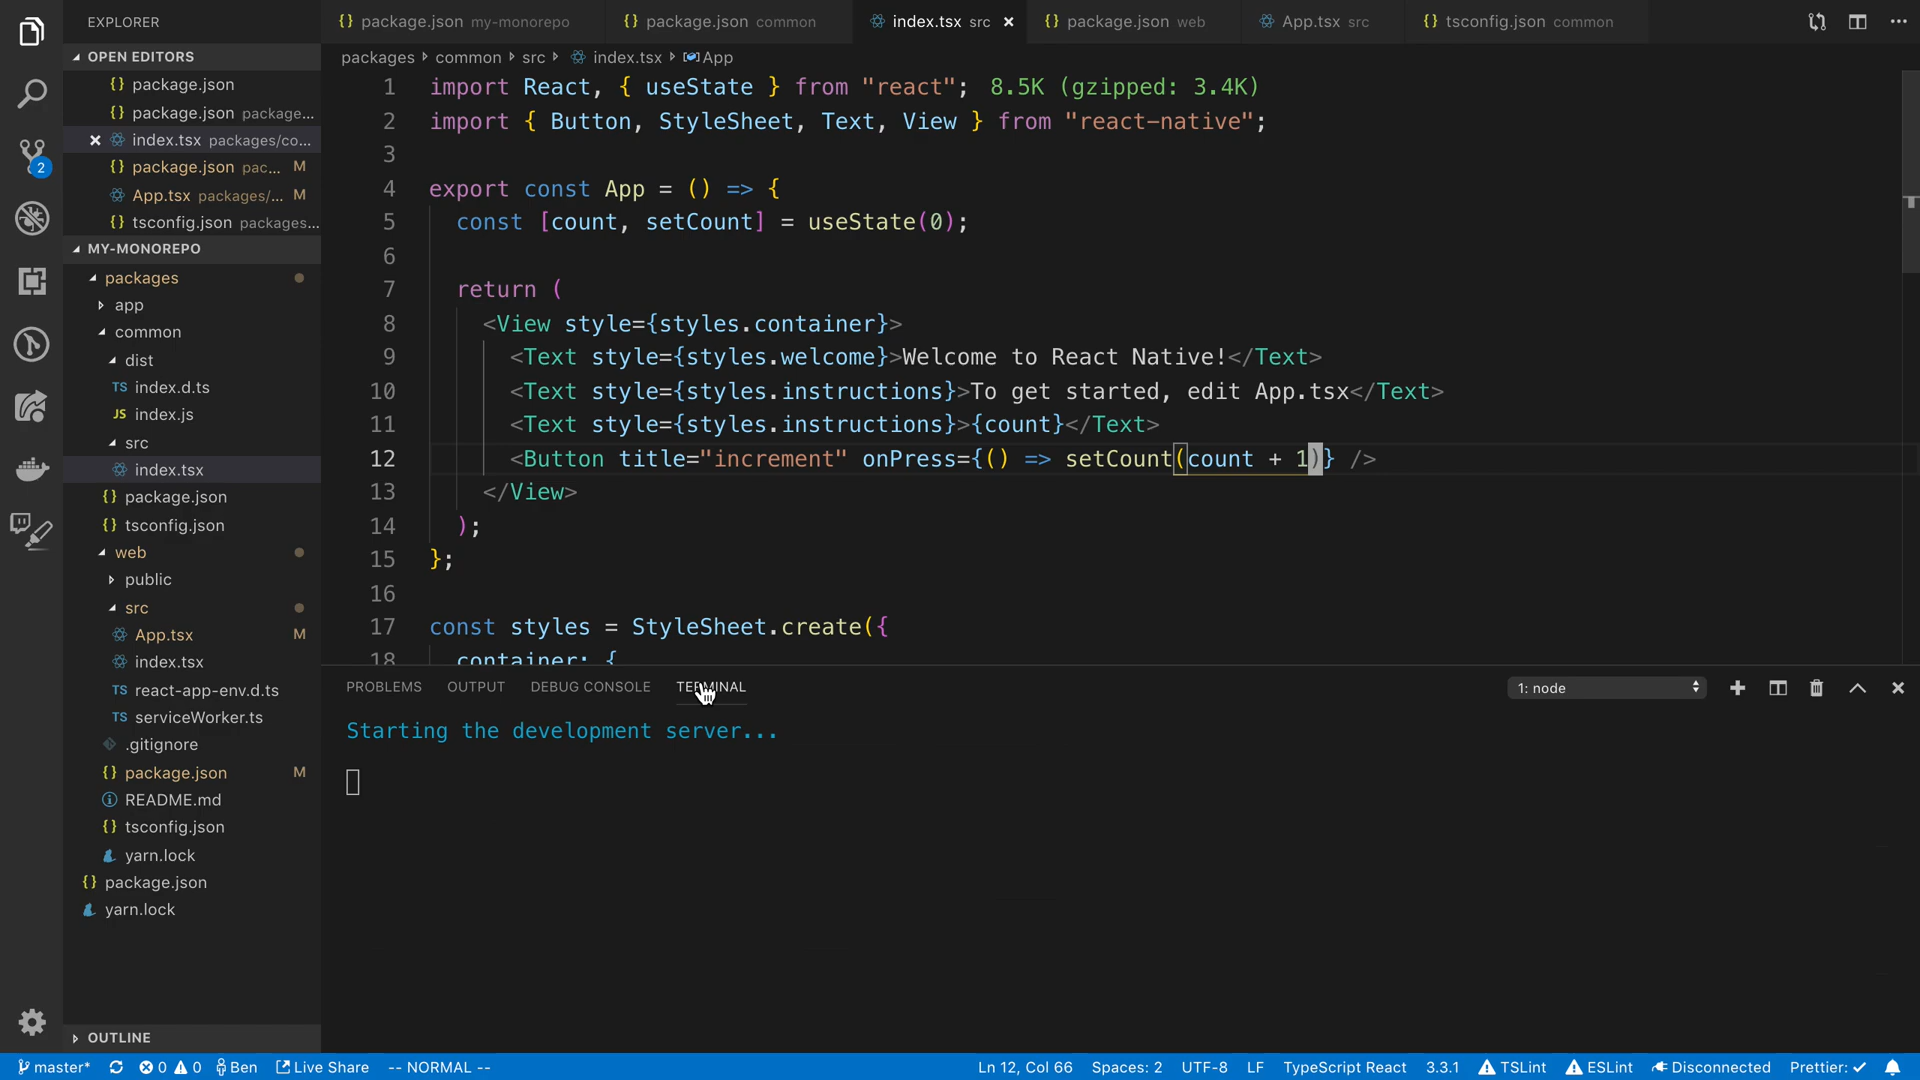 EXPLORER
OPEN EDITORS
{} package.json
{} package.json package...
index.tsx packages/co...
{} package.json pac... M
App.tsx packages/... M
{} tsconfig.json packages...
MY-MONOREPO
packages
app
common
dist
TS index.d.ts
JS index.js
src
index.tsx
{} package.json
{} tsconfig.json
web
public
src
App.tsx M
index.tsx
TS react-app-env.d.ts
TS serviceWorker.ts
.gitignore
{} package.json M
README.md
{} tsconfig.json
yarn.lock
{} package.json
yarn.lock
OUTLINE
2
{} package.json my-monorepo
{} package.json common
index.tsx src
{} package.json web
App.tsx src
{} tsconfig.json common
packages common src index.tsx App
1 import React, { useState } from "react"; 8.5K (gzipped: 3.4K)
2 import { Button, StyleSheet, Text, View } from "react-native";
3
4 export const App = () => {
5 const [count, setCount] = useState(0);
6
7 return (
8 <View style={styles.container}>
9 <Text style={styles.welcome}>Welcome to React Native!</Text>
10 <Text style={styles.instructions}>To get started, edit App.tsx</Text>
11 <Text style={styles.instructions}>{count}</Text>
12 <Button title="increment" onPress={() => setCount(count + 1)} />
13 </View>
14 );
15 };
16
17 const styles = StyleSheet.create({
18 container: {
PROBLEMS OUTPUT DEBUG CONSOLE TERMINAL 1: node
Starting the development server...
master* 0 0 Ben Live Share -- NORMAL -- Ln 12, Col 66 Spaces: 2 UTF-8 LF TypeScript React 3.3.1 TSLint ESLint Disconnected Prettier: ✓